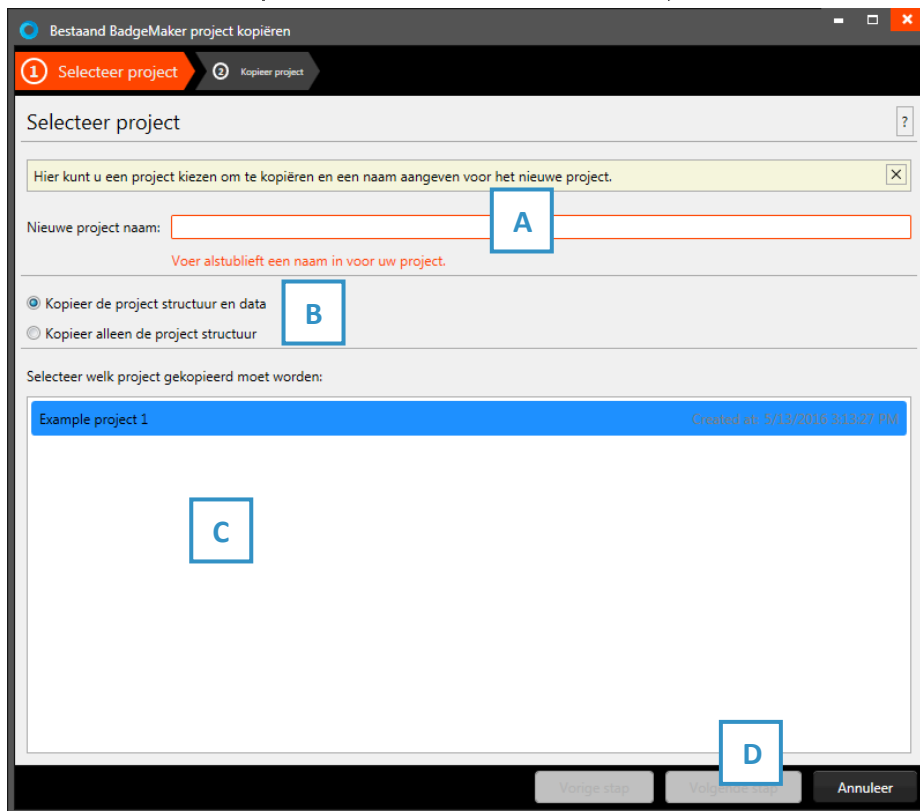 Bestaand BadgeMaker project kopiëren
1 Selecteer project 2 Kopieer project
Selecteer project ?
Hier kunt u een project kiezen om te kopiëren en een naam aangeven voor het nieuwe project.
A
Nieuwe project naam:
Voer alstublieft een naam in voor uw project.
Kopieer de project structuur en data
B
Kopieer alleen de project structuur
Selecteer welk project gekopieerd moet worden:
Example project 1 Created at: 5/13/2016 3:13:27 PM
C
D
Vorige stap Volgende stap Annuleer